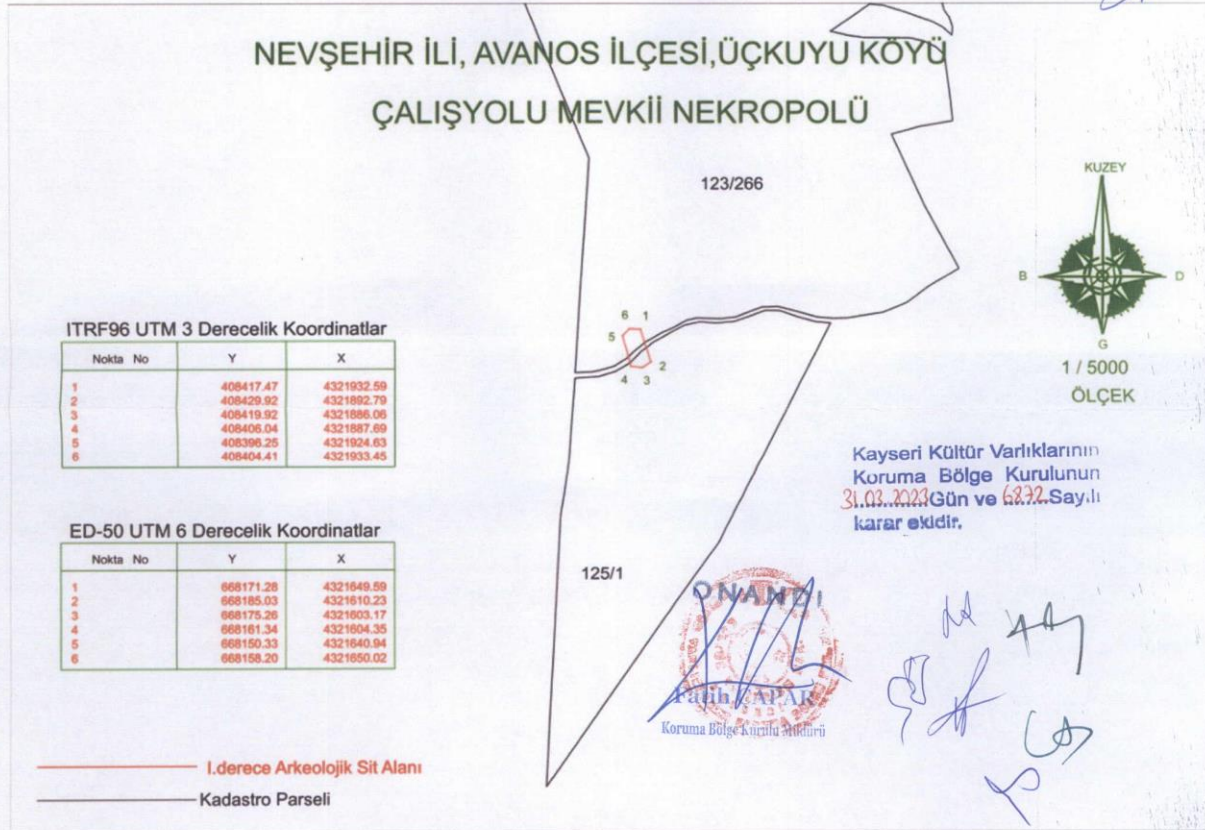 NEVŞEHİR İLİ, AVANOS İLÇESİ,ÜÇKUYU KÖYÜ
ÇALIŞYOLU MEVKİİ NEKROPOLÜ
123/266
KUZEY
B
D
G
1 / 5000
ÖLÇEK
6 1
5
2
4 3
ITRF96 UTM 3 Derecelik Koordinatlar
Nokta No Y X
1 408417.47 4321932.59
2 408429.92 4321892.79
3 408419.92 4321886.06
4 408406.04 4321887.69
5 408396.25 4321924.63
6 408404.41 4321933.45
Kayseri Kültür Varlıklarının
Koruma Bölge Kurulunun
31.03.2023 Gün ve 6872 Sayılı
karar ekidir.
ED-50 UTM 6 Derecelik Koordinatlar
Nokta No Y X
1 668171.28 4321649.59
2 668185.03 4321610.23
3 668175.26 4321603.17
4 668161.34 4321604.35
5 668150.33 4321640.94
6 668158.20 4321650.02
125/1
ONANDI
Fatih
Koruma Bölge Kurulu Müdürü
I.derece Arkeolojik Sit Alanı
Kadastro Parseli